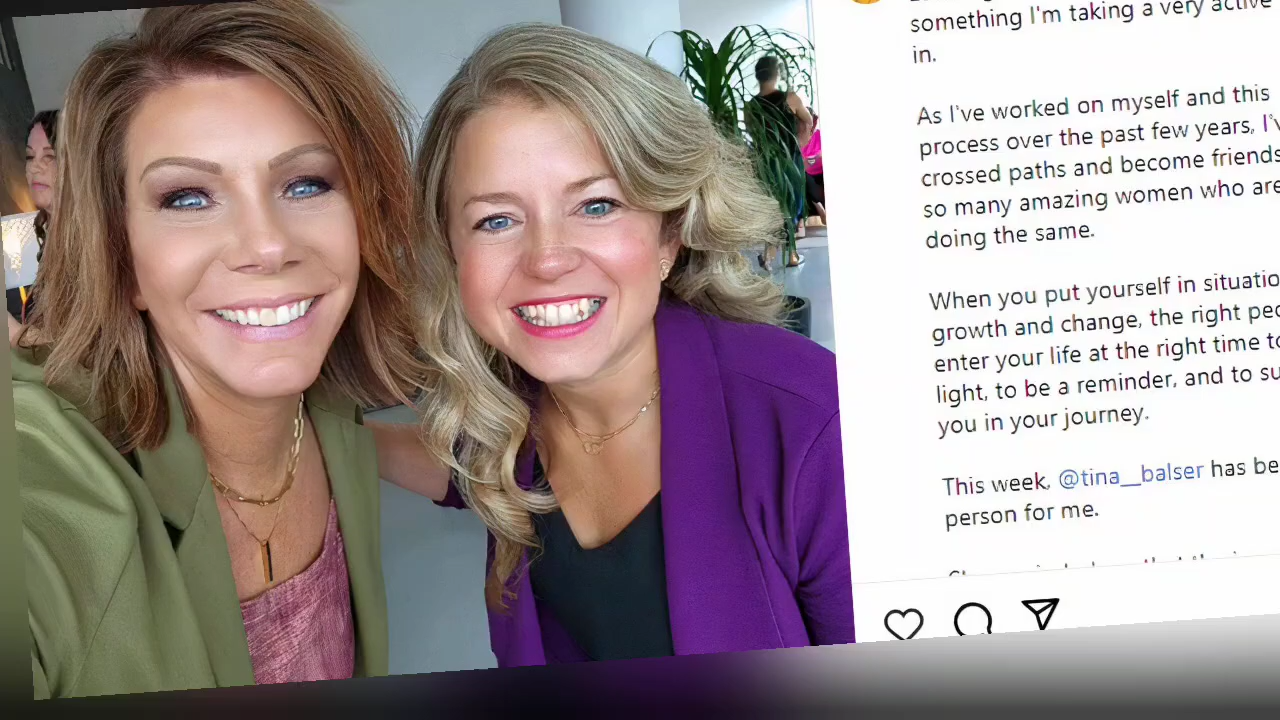 something I'm taking a very active
in.
As I've worked on myself and this
process over the past few years, I'v
crossed paths and become friends
so many amazing women who are
doing the same.
When you put yourself in situatio
growth and change, the right peo
enter your life at the right time to
light, to be a reminder, and to su
you in your journey.
This week, @tina__balser has be
person for me.